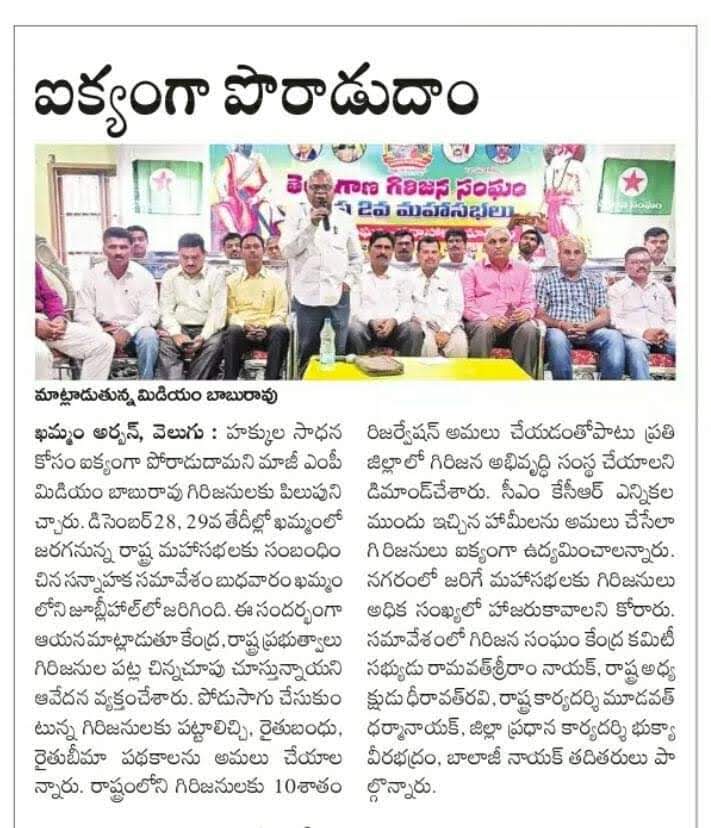 ఐక్యంగా పోరాడుదాం
తెలంగాణ గిరిజన సంఘం
2వ మహాసభలు
మాట్లాడుతున్న మిడియం బాబురావు
ఖమ్మం అర్బన్, వెలుగు : హక్కుల సాధన
కోసం ఐక్యంగా పోరాడుదామని మాజీ ఎంపీ
మిడియం బాబురావు గిరిజనులకు పిలుపుని
చ్చారు. డిసెంబర్ 28, 29వ తేదీల్లో ఖమ్మంలో
జరగనున్న రాష్ట్ర మహాసభలకు సంబంధిం
చిన సన్నాహక సమావేశం బుధవారం ఖమ్మం
లోని జూబ్లీహాల్‌లో జరిగింది. ఈ సందర్భంగా
ఆయన మాట్లాడుతూ కేంద్ర, రాష్ట్ర ప్రభుత్వాలు
గిరిజనుల పట్ల చిన్నచూపు చూస్తున్నాయని
ఆవేదన వ్యక్తంచేశారు. పోడుసాగు చేసుకుం
టున్న గిరిజనులకు పట్టాలిచ్చి, రైతుబంధు,
రైతుబీమా పథకాలను అమలు చేయాల
న్నారు. రాష్ట్రంలోని గిరిజనులకు 10శాతం
రిజర్వేషన్ అమలు చేయడంతోపాటు ప్రతి
జిల్లాలో గిరిజన అభివృద్ధి సంస్థ చేయాలని
డిమాండ్‌చేశారు. సీఎం కేసీఆర్ ఎన్నికల
ముందు ఇచ్చిన హామీలను అమలు చేసేలా
గిరిజనులు ఐక్యంగా ఉద్యమించాలన్నారు.
నగరంలో జరిగే మహాసభలకు గిరిజనులు
అధిక సంఖ్యలో హాజరుకావాలని కోరారు.
సమావేశంలో గిరిజన సంఘం కేంద్ర కమిటీ
సభ్యుడు రామవత్‌శ్రీరాం నాయక్, రాష్ట్ర అధ్య
క్షుడు ధీరావత్‌రవి, రాష్ట్ర కార్యదర్శి మూడవత్
ధర్మానాయక్, జిల్లా ప్రధాన కార్యదర్శి భుక్యా
వీరభద్రం, బాలాజీ నాయక్ తదితరులు పా
ల్గొన్నారు.